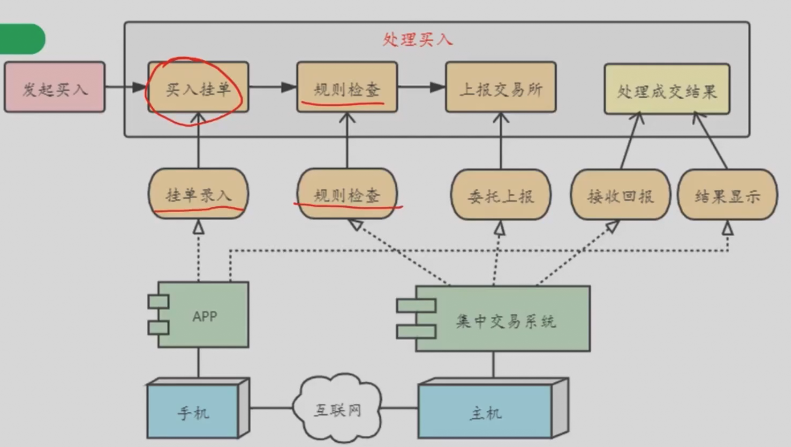 处理买入
发起买入
买入挂单
规则检查
上报交易所
处理成交结果
挂单录入
规则检查
委托上报
接收回报
结果显示
APP
集中交易系统
手机
互联网
主机